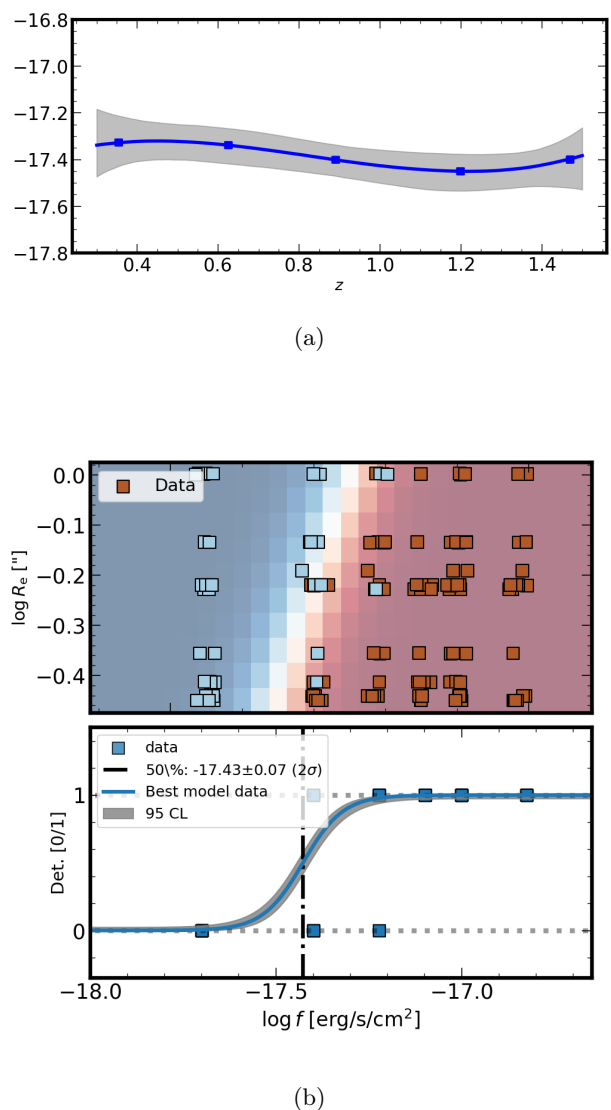 −16.8
−17.0
−17.2
−17.4
−17.6
−17.8
0.4 0.6 0.8 1.0 1.2 1.4
z
(a)
0.0
−0.1
−0.2
−0.3
−0.4
log Re ["]
Data
1
0
Det. [0/1]
data
50\%: -17.43±0.07 (2σ)
Best model data
95 CL
−18.0 −17.5 −17.0
log f [erg/s/cm²]
(b)